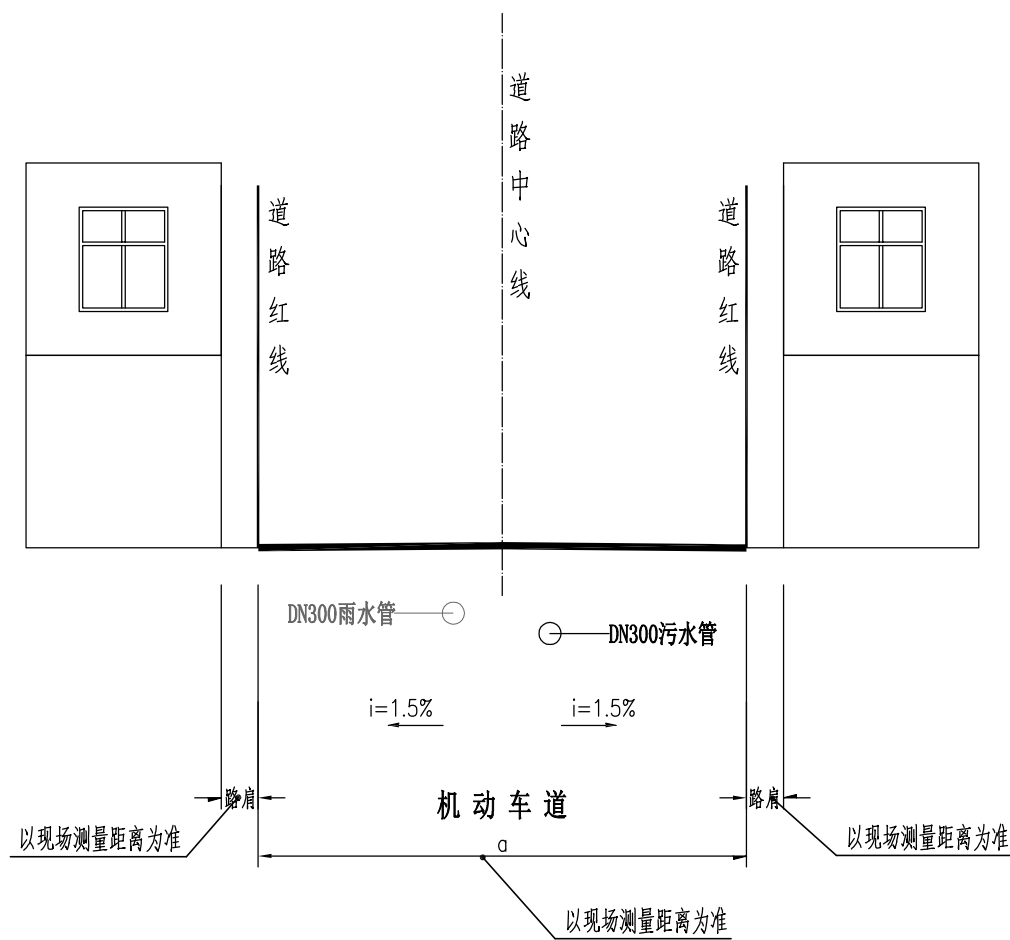 道路中心线
道路红线
道路红线
DN300雨水管
DN300污水管
i=1.5%
i=1.5%
路肩
机动车道
路肩
以现场测量距离为准
a
以现场测量距离为准
以现场测量距离为准